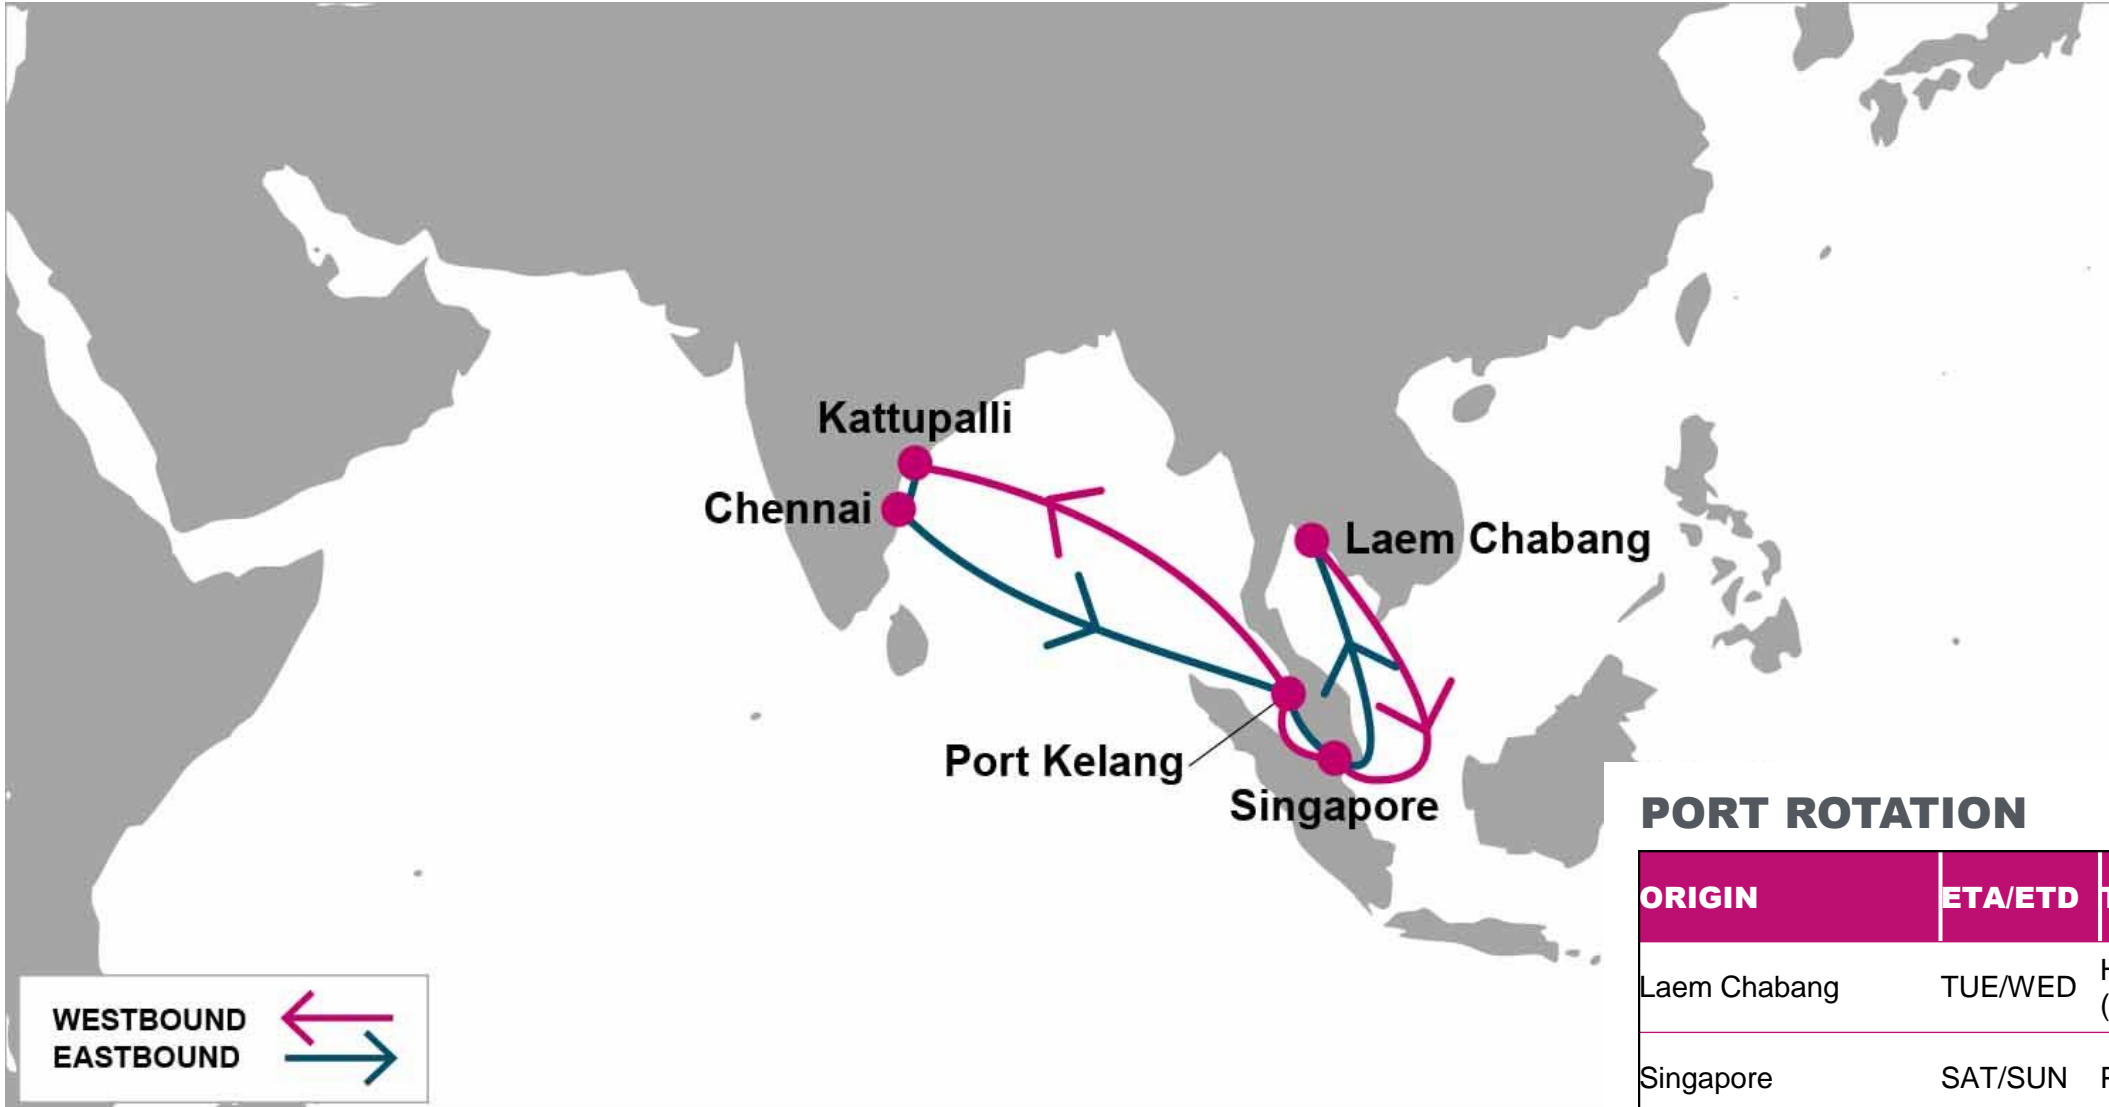 Kattupalli
Chennai
Laem Chabang
Port Kelang
Singapore
WESTBOUND
EASTBOUND
PORT ROTATION
ORIGIN ETA/ETD
Laem Chabang TUE/WED
Singapore SAT/SUN